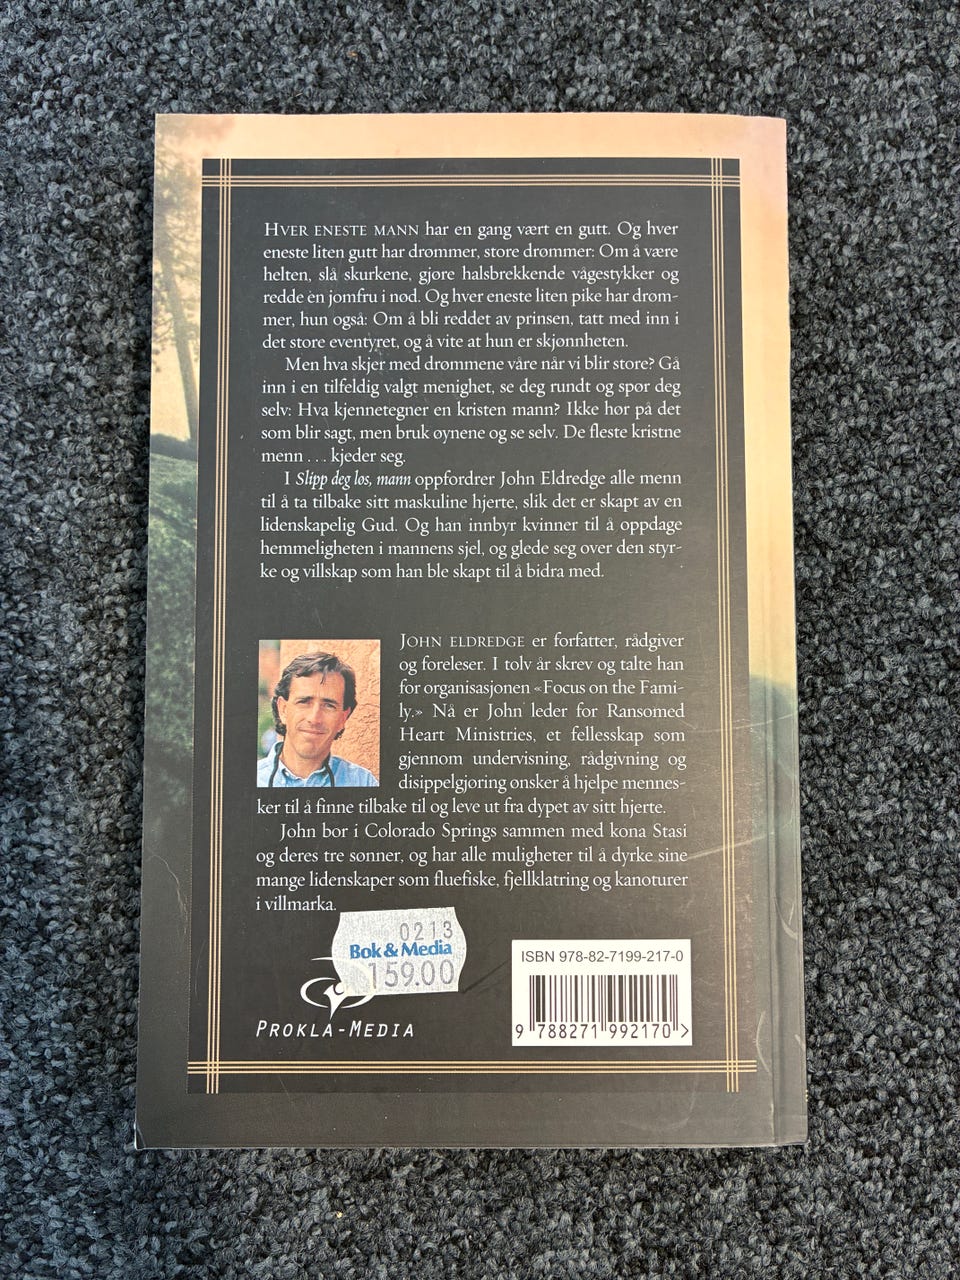 HVER ENESTE MANN har en gang vært en gutt. Og hver
eneste liten gutt har drømmer, store drømmer: Om å være
helten, slå skurkene, gjøre halsbrekkende vågestykker og
redde en jomfru i nød. Og hver eneste liten pike har drøm-
mer, hun også: Om å bli reddet av prinsen, tatt med inn i
det store eventyret, og å vite at hun er skjønnheten.
Men hva skjer med drømmene våre når vi blir store? Gå
inn i en tilfeldig valgt menighet, se deg rundt og spør deg
selv: Hva kjennetegner en kristen mann? Ikke hør på det
som blir sagt, men bruk øynene og se selv. De fleste kristne
menn . . . kjeder seg.
I Slipp deg løs, mann oppfordrer John Eldredge alle menn
til å ta tilbake sitt maskuline hjerte, slik det er skapt av en
lidenskapelig Gud. Og han innbyr kvinner til å oppdage
hemmeligheten i mannens sjel, og glede seg over den styr-
ke og villskap som han ble skapt til å bidra med.
JOHN ELDREDGE er forfatter, rådgiver
og foreleser. I tolv år skrev og talte han
for organisasjonen «Focus on the Fami-
ly.» Nå er John leder for Ransomed
Heart Ministries, et fellesskap som
gjennom undervisning, rådgivning og
disippelgjøring ønsker å hjelpe mennes-
ker til å finne tilbake til og leve ut fra dypet av sitt hjerte.
John bor i Colorado Springs sammen med kona Stasi
og deres tre sønner, og har alle muligheter til å dyrke sine
mange lidenskaper som fluefiske, fjellklatring og kanoturer
i villmarka.
0213
Bok & Media
159.00
PROKLA-MEDIA
ISBN 978-82-7199-217-0
9 788271 992170 >